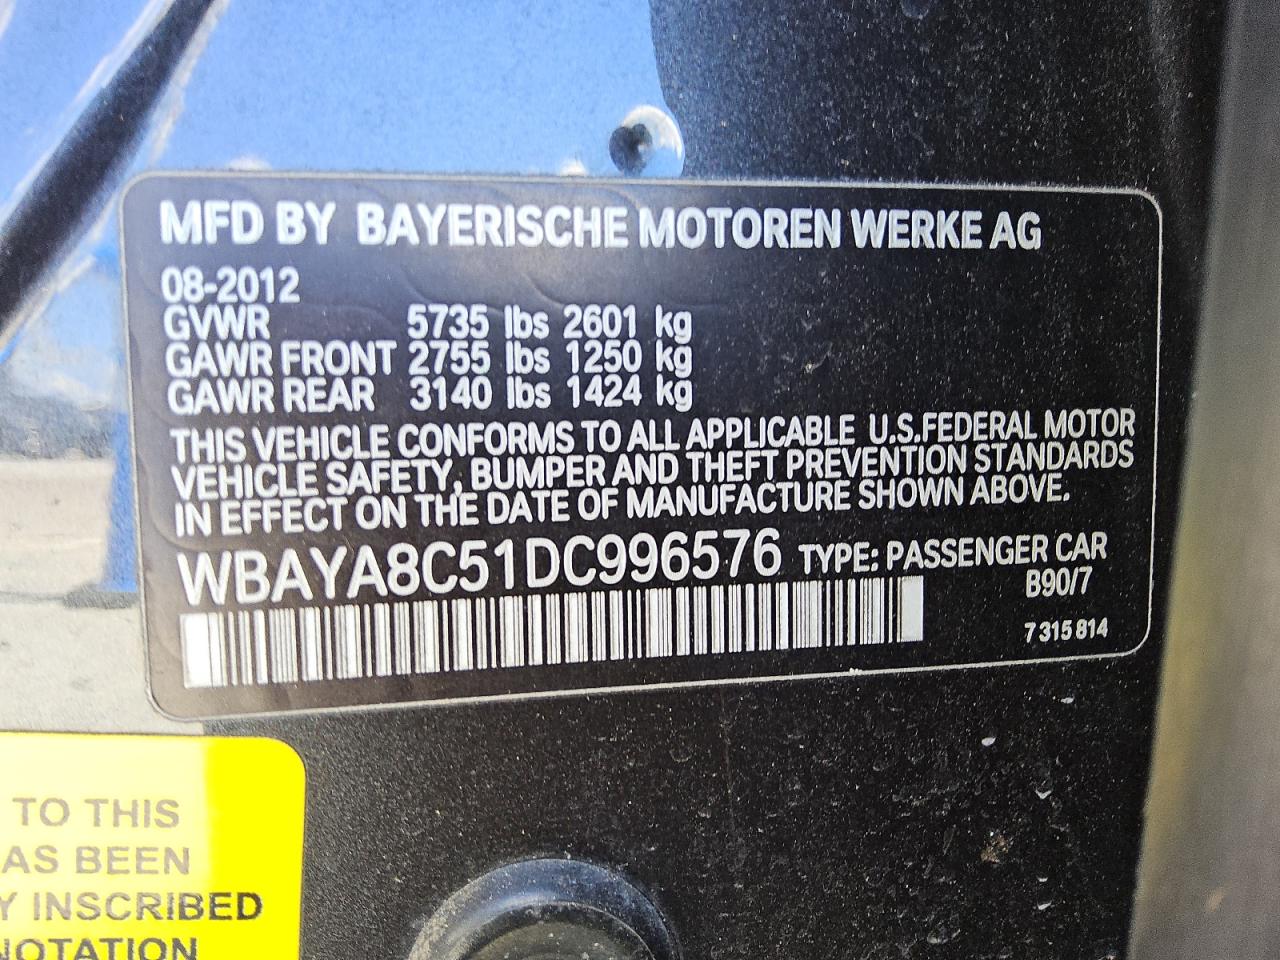 MFD BY BAYERISCHE MOTOREN WERKE AG
08-2012
GVWR 5735 lbs 2601 kg
GAWR FRONT 2755 lbs 1250 kg
GAWR REAR 3140 lbs 1424 kg
THIS VEHICLE CONFORMS TO ALL APPLICABLE U.S.FEDERAL MOTOR
VEHICLE SAFETY, BUMPER AND THEFT PREVENTION STANDARDS
IN EFFECT ON THE DATE OF MANUFACTURE SHOWN ABOVE.
WBAYA8C51DC996576 TYPE: PASSENGER CAR
B90/7
7 315 814
TO THIS
AS BEEN
Y INSCRIBED
NOTATION